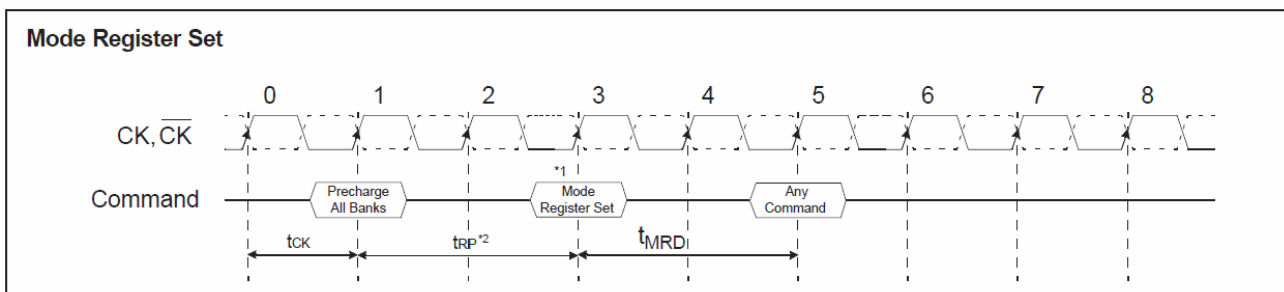 Mode Register Set
0 1 2 3 4 5 6 7 8
CK, C̅K̅
*1
Command
Precharge
All Banks
Mode
Register Set
Any
Command
tCK
tRP*2
tMRD